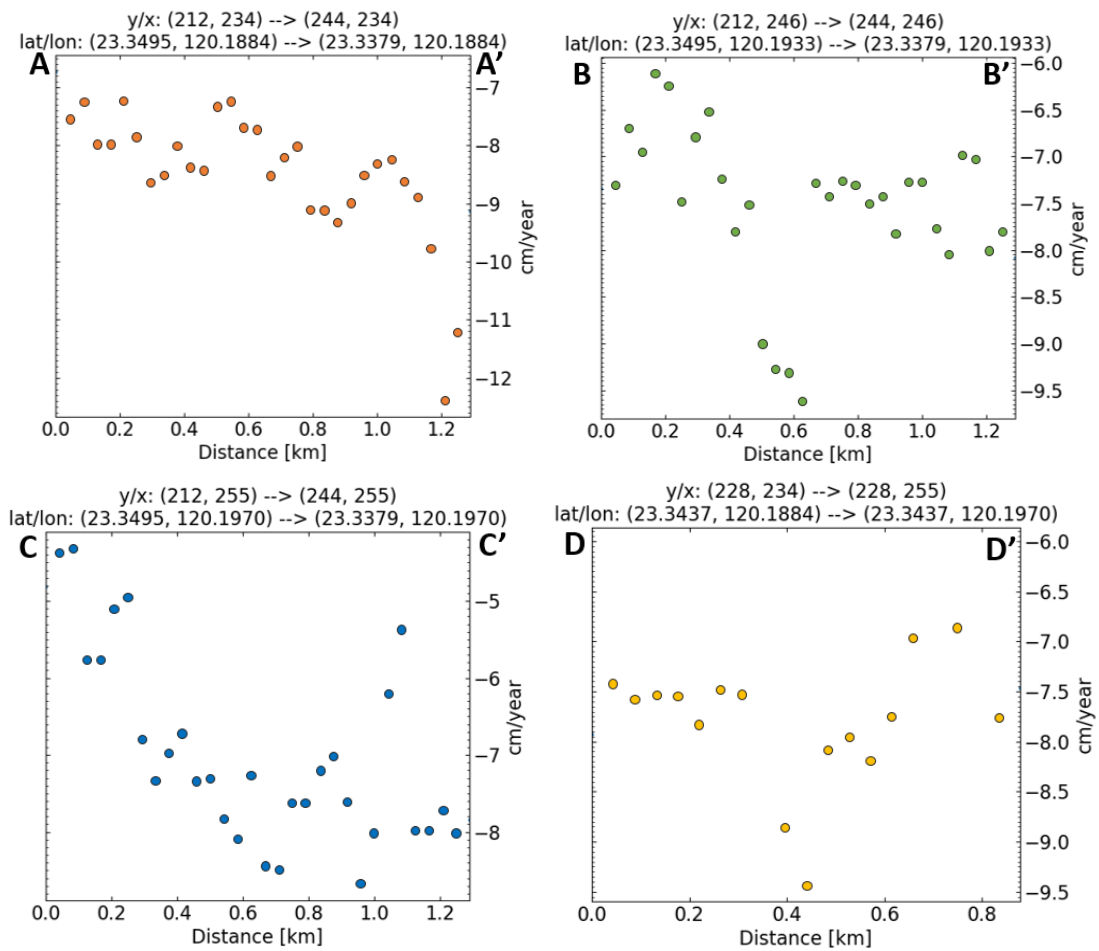 y/x: (212, 234) --> (244, 234)
lat/lon: (23.3495, 120.1884) --> (23.3379, 120.1884)
A
A'
−7
−8
−9
−10
−11
−12
cm/year
0.0 0.2 0.4 0.6 0.8 1.0 1.2
Distance [km]
y/x: (212, 246) --> (244, 246)
lat/lon: (23.3495, 120.1933) --> (23.3379, 120.1933)
B
B'
−6.0
−6.5
−7.0
−7.5
−8.0
−8.5
−9.0
−9.5
cm/year
0.0 0.2 0.4 0.6 0.8 1.0 1.2
Distance [km]
y/x: (212, 255) --> (244, 255)
lat/lon: (23.3495, 120.1970) --> (23.3379, 120.1970)
C
C'
−5
−6
−7
−8
cm/year
0.0 0.2 0.4 0.6 0.8 1.0 1.2
Distance [km]
y/x: (228, 234) --> (228, 255)
lat/lon: (23.3437, 120.1884) --> (23.3437, 120.1970)
D
D'
−6.0
−6.5
−7.0
−7.5
−8.0
−8.5
−9.0
−9.5
cm/year
0.0 0.2 0.4 0.6 0.8
Distance [km]